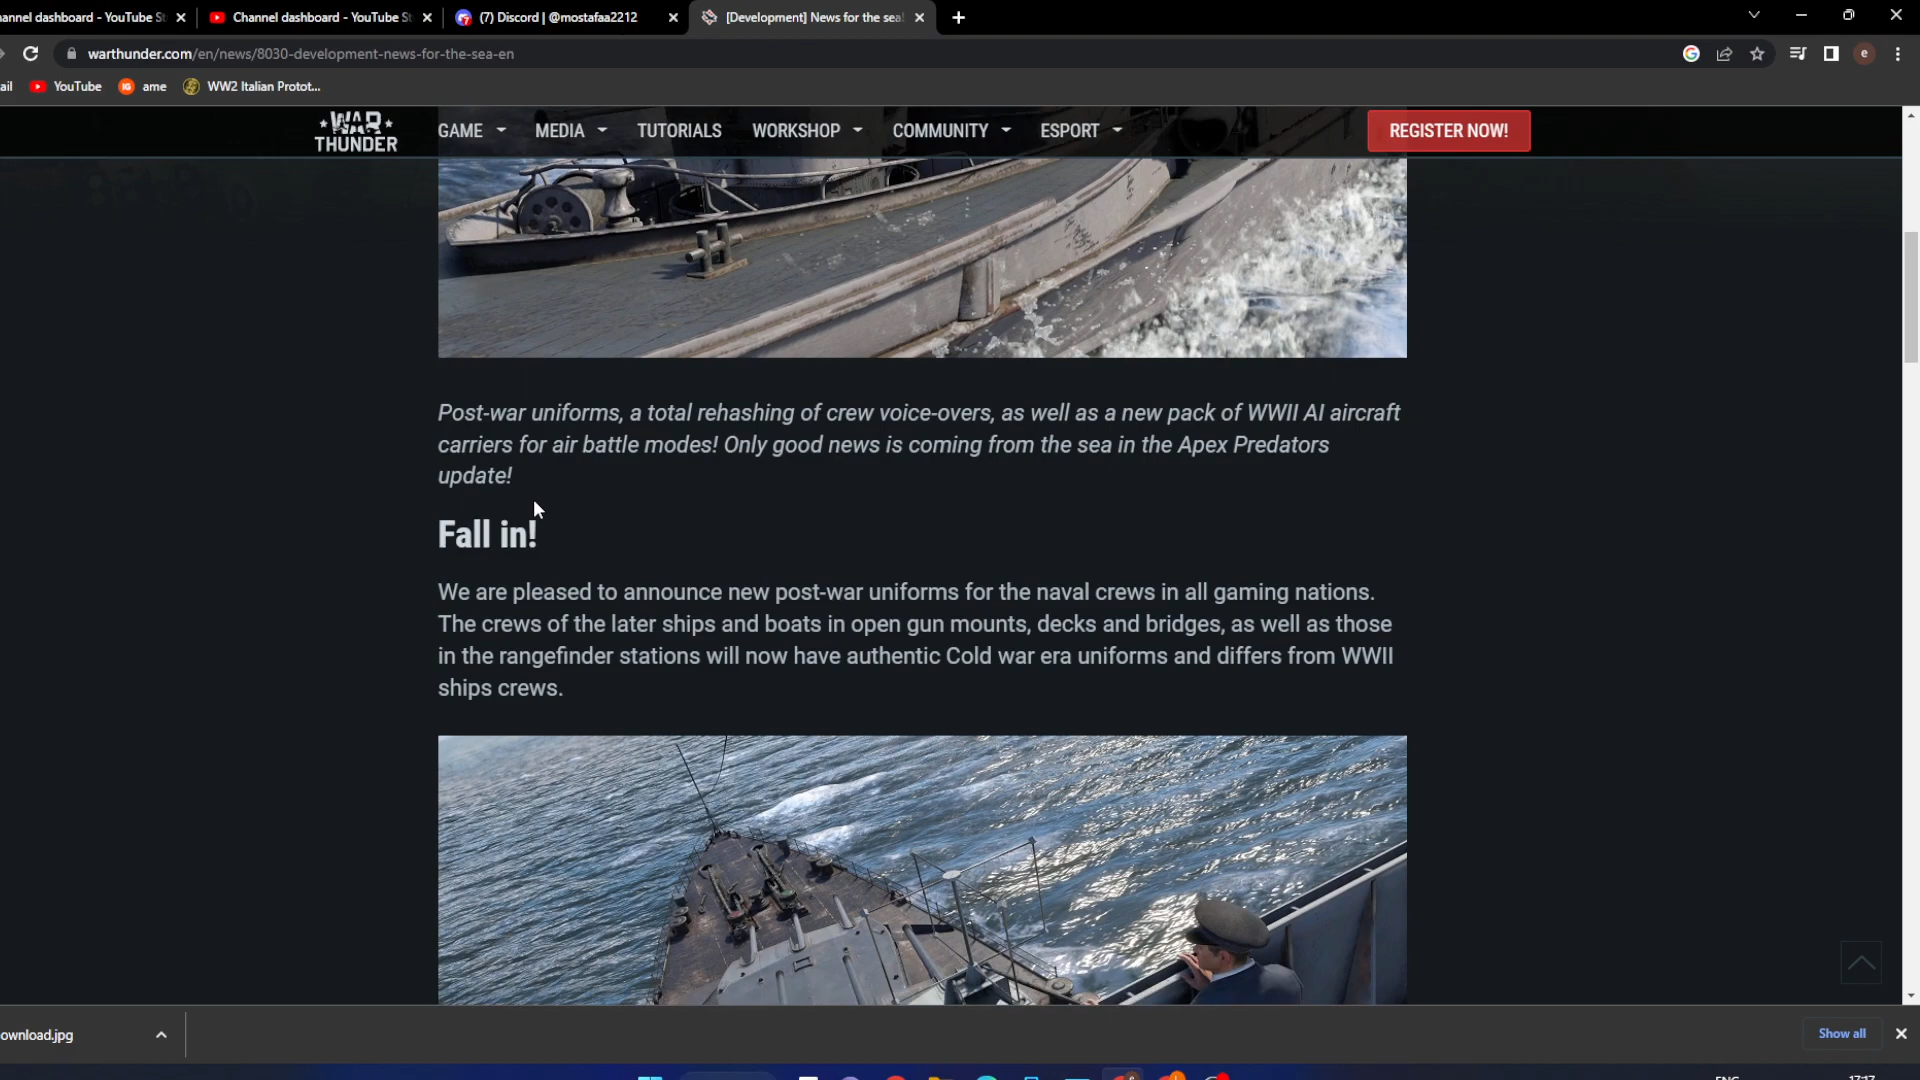 annel dashboard - YouTube St
Channel dashboard - YouTube St
(7) Discord | @mostafaa2212
[Development] News for the sea
warthunder.com/en/news/8030-development-news-for-the-sea-en
e
ail
YouTube
IG
ame
WW2 Italian Protot...
WAR THUNDER
GAME
MEDIA
TUTORIALS
WORKSHOP
COMMUNITY
ESPORT
REGISTER NOW!
Post-war uniforms, a total rehashing of crew voice-overs, as well as a new pack of WWII AI aircraft
carriers for air battle modes! Only good news is coming from the sea in the Apex Predators
update!
Fall in!
We are pleased to announce new post-war uniforms for the naval crews in all gaming nations.
The crews of the later ships and boats in open gun mounts, decks and bridges, as well as those
in the rangefinder stations will now have authentic Cold war era uniforms and differs from WWII
ships crews.
ownload.jpg
Show all
ENG
17:17